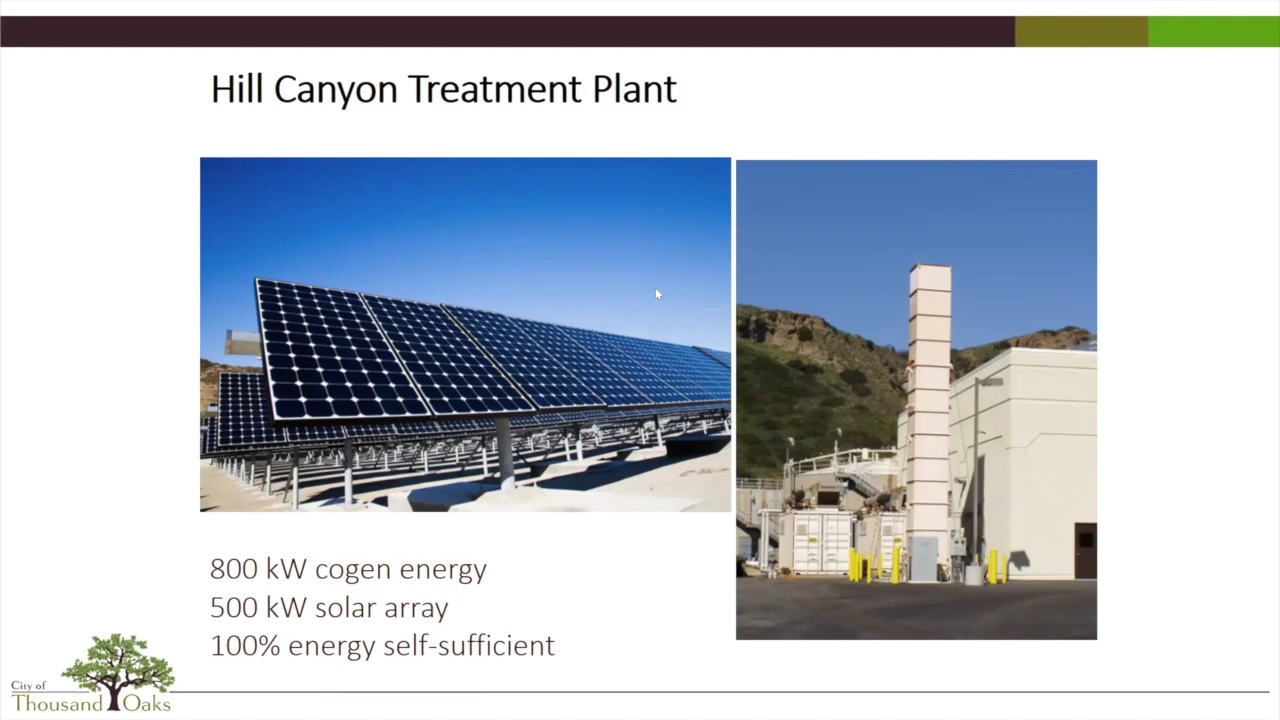 Hill Canyon Treatment Plant
800 kW cogen energy
500 kW solar array
100% energy self-sufficient
City of
Thousand Oaks